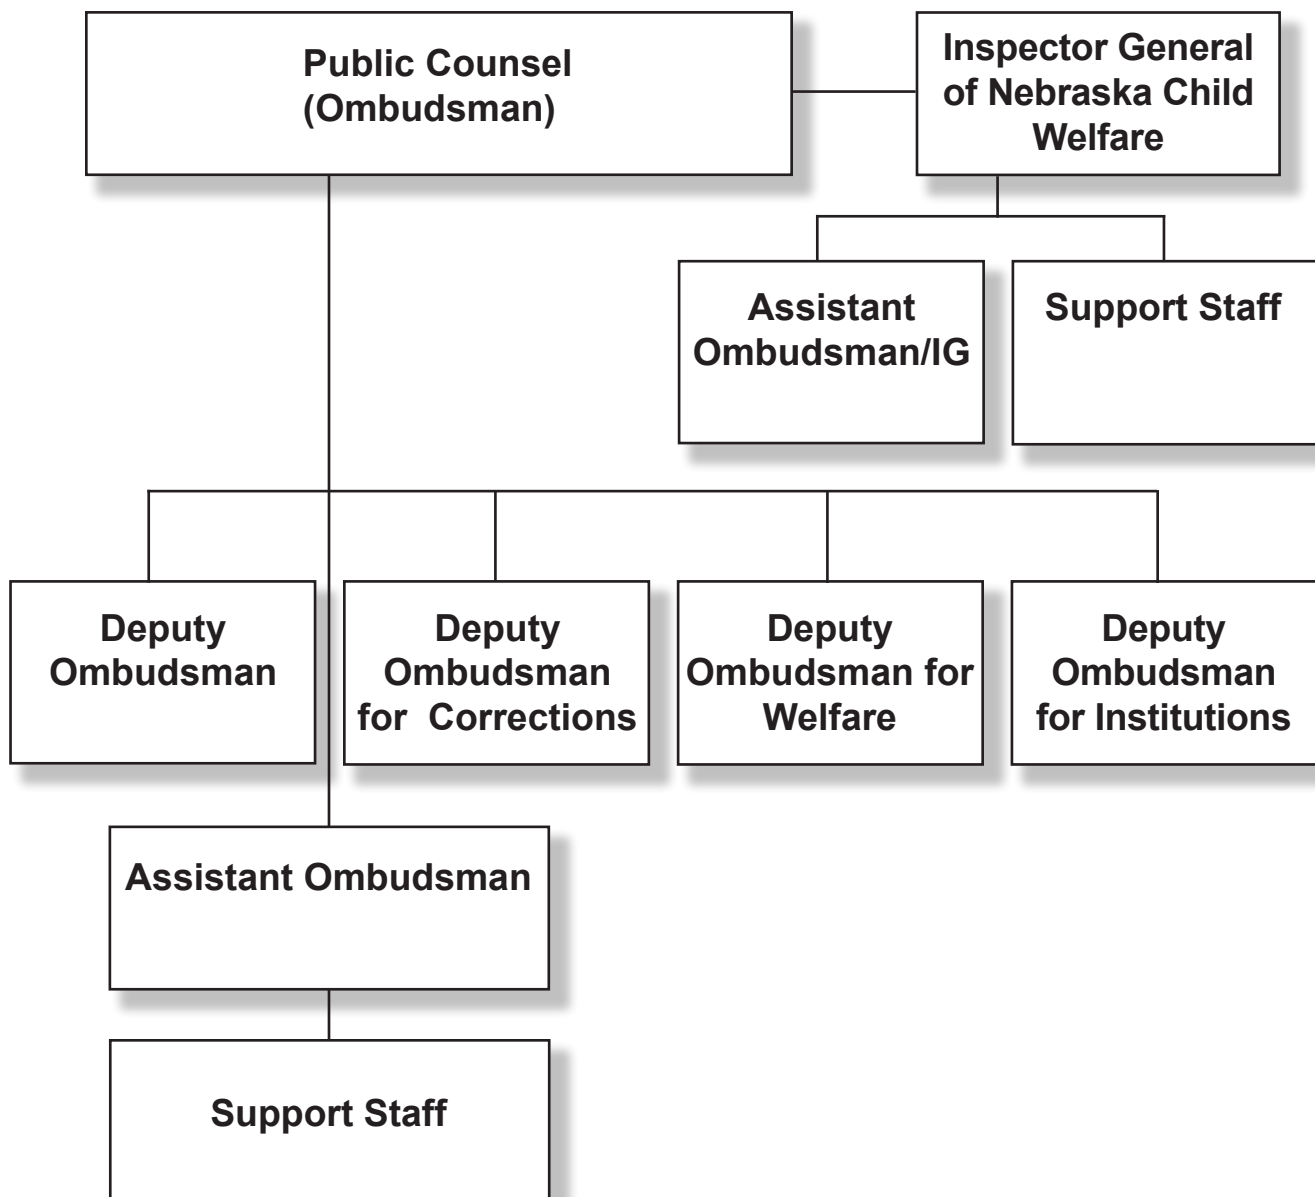 Public Counsel
(Ombudsman)
Inspector General
of Nebraska Child
Welfare
Assistant
Ombudsman/IG
Support Staff
Deputy
Ombudsman
Deputy
Ombudsman
for Corrections
Deputy
Ombudsman for
Welfare
Deputy
Ombudsman
for Institutions
Assistant Ombudsman
Support Staff